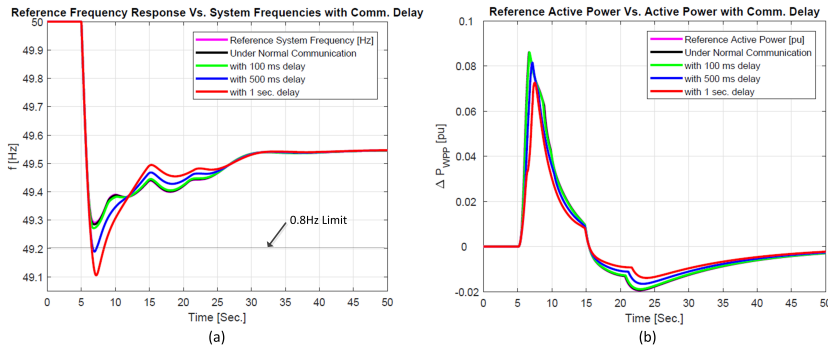 Reference Frequency Response Vs. System Frequencies with Comm. Delay
50
49.9
49.8
49.7
49.6
49.5
49.4
49.3
49.2
49.1
f [Hz]
Reference System Frequency [Hz]
Under Normal Communication
with 100 ms delay
with 500 ms delay
with 1 sec. delay
0.8Hz Limit
0 5 10 15 20 25 30 35 40 45 50
Time [Sec.]
(a)
Reference Active Power Vs. Active Power with Comm. Delay
0.1
0.08
0.06
0.04
0.02
0
-0.02
Δ P_WPP [pu]
Reference Active Power [pu]
Under Normal Communication
with 100 ms delay
with 500 ms delay
with 1 sec. delay
0 5 10 15 20 25 30 35 40 45 50
Time [Sec.]
(b)